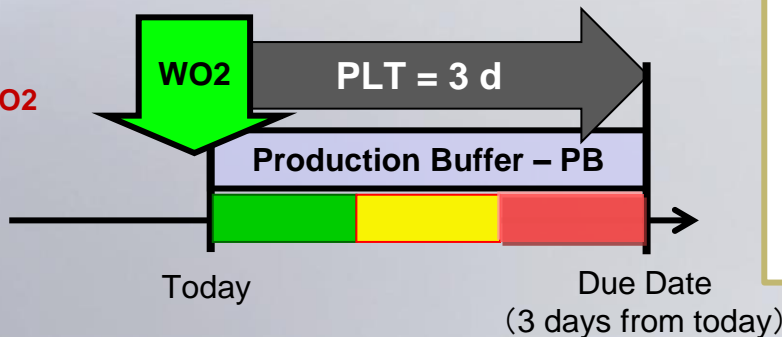 WO2
PLT = 3 d
O2
Production Buffer – PB
Today
Due Date
（3 days from today）